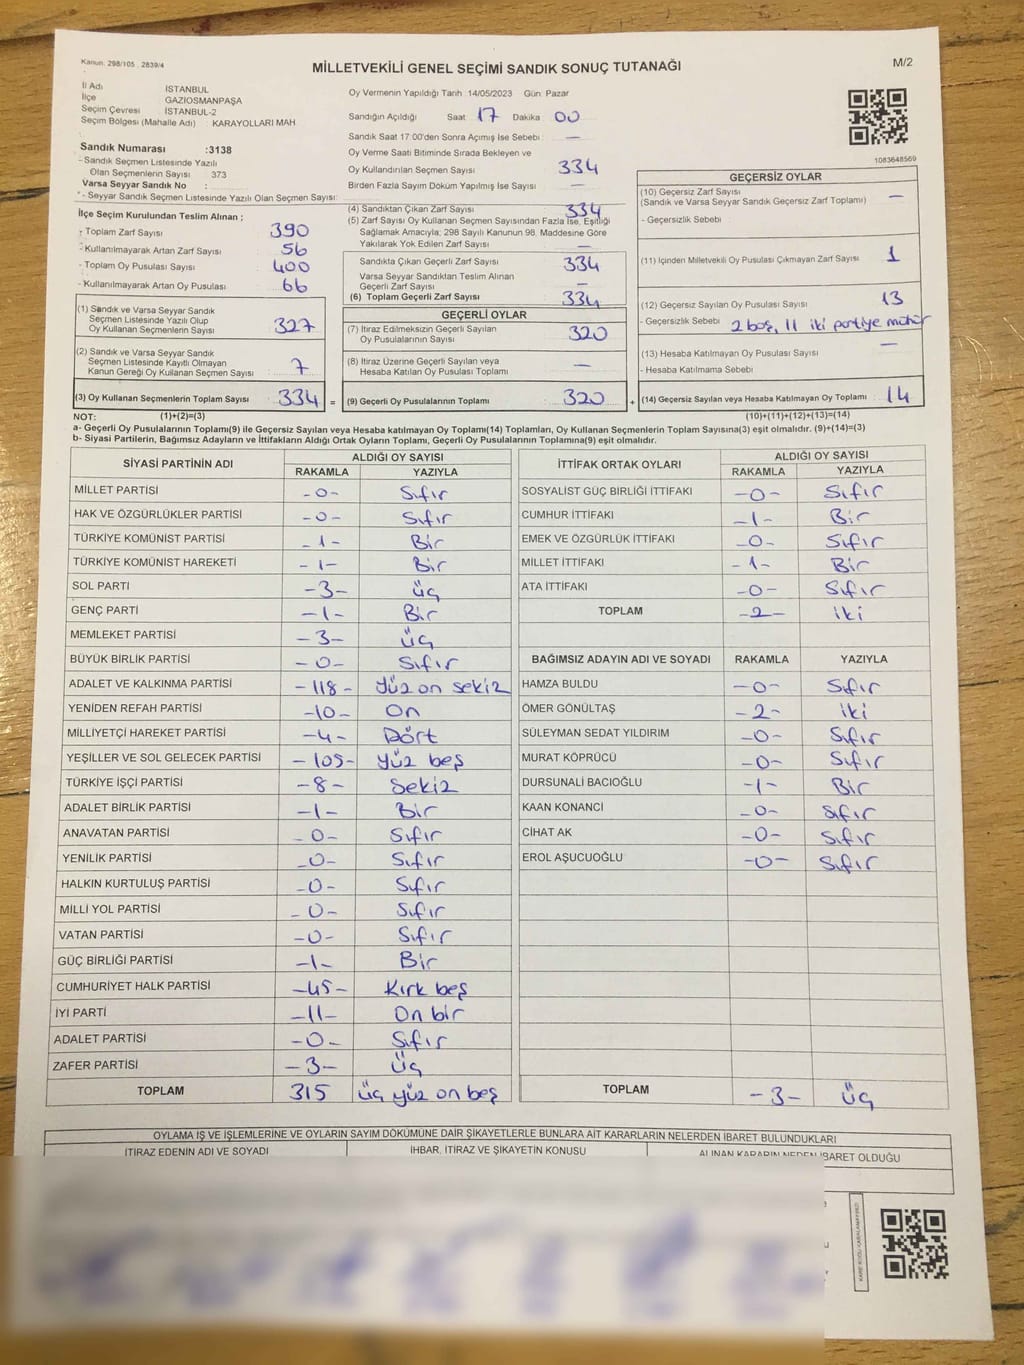 Kanun. 298/105 , 2839/4
MİLLETVEKİLİ GENEL SEÇİMİ SANDIK SONUÇ TUTANAĞI
M/2
İl Adı İSTANBUL
İlçe GAZİOSMANPAŞA
Seçim Çevresi İSTANBUL-2
Seçim Bölgesi (Mahalle Adı) : KARAYOLLARI MAH
Sandık Numarası :3138
- Sandık Seçmen Listesinde Yazılı
Olan Seçmenlerin Sayısı : 373
Varsa Seyyar Sandık No :
*- Seyyar Sandık Seçmen Listesinde Yazılı Olan Seçmen Sayısı:
İlçe Seçim Kurulundan Teslim Alınan ;
- Toplam Zarf Sayısı 390
- Kullanılmayarak Artan Zarf Sayısı 56
- Toplam Oy Pusulası Sayısı 400
- Kullanılmayarak Artan Oy Pusulası 66
(1) Sandık ve Varsa Seyyar Sandık
Seçmen Listesinde Yazılı Olup
Oy Kullanan Seçmenlerin Sayısı 327
(2) Sandık ve Varsa Seyyar Sandık
Seçmen Listesinde Kayıtlı Olmayan
Kanun Gereği Oy Kullanan Seçmen Sayısı 7
(3) Oy Kullanan Seçmenlerin Toplam Sayısı 334 =
Oy Vermenin Yapıldığı Tarih :14/05/2023 Gün: Pazar
Sandığın Açıldığı Saat 17 Dakika 00
Sandık Saat 17:00'den Sonra Açımış İse Sebebi : —
Oy Verme Saati Bitiminde Sırada Bekleyen ve
Oy Kullandırılan Seçmen Sayısı 334
Birden Fazla Sayım Döküm Yapılmış İse Sayısı —
(4) Sandıktan Çıkan Zarf Sayısı 334
(5) Zarf Sayısı Oy Kullanan Seçmen Sayısından Fazla İse, Eşitliği
Sağlamak Amacıyla; 298 Sayılı Kanunun 98. Maddesine Göre
Yakılarak Yok Edilen Zarf Sayısı —
Sandıkta Çıkan Geçerli Zarf Sayısı 334
Varsa Seyyar Sandıktan Teslim Alınan
Geçerli Zarf Sayısı
(6) Toplam Geçerli Zarf Sayısı 334
GEÇERLİ OYLAR
(7) İtiraz Edilmeksizin Geçerli Sayılan
Oy Pusulalarının Sayısı 320
(8) İtiraz Üzerine Geçerli Sayılan veya
Hesaba Katılan Oy Pusulası Toplamı —
(9) Geçerli Oy Pusulalarının Toplamı 320 +
1083648569
GEÇERSİZ OYLAR
(10) Geçersiz Zarf Sayısı
(Sandık ve Varsa Seyyar Sandık Geçersiz Zarf Toplamı) —
- Geçersizlik Sebebi
(11) İçinden Milletvekili Oy Pusulası Çıkmayan Zarf Sayısı 1
(12) Geçersiz Sayılan Oy Pusulası Sayısı 13
- Geçersizlik Sebebi 2 boş, 11 iki partiye mühür
(13) Hesaba Katılmayan Oy Pusulası Sayısı —
- Hesaba Katılmama Sebebi
(14) Geçersiz Sayılan veya Hesaba Katılmayan Oy Toplamı 14
NOT: (1)+(2)=(3) (10)+(11)+(12)+(13)=(14)
a- Geçerli Oy Pusulalarının Toplamı(9) ile Geçersiz Sayılan veya Hesaba katılmayan Oy Toplamı(14) Toplamları, Oy Kullanan Seçmenlerin Toplam Sayısına(3) eşit olmalıdır. (9)+(14)=(3)
b- Siyasi Partilerin, Bağımsız Adayların ve İttifakların Aldığı Ortak Oyların Toplamı, Geçerli Oy Pusulalarının Toplamına(9) eşit olmalıdır.
SİYASİ PARTİNİN ADI ALDIĞI OY SAYISI
RAKAMLA YAZIYLA
MİLLET PARTİSİ -0- Sıfır
HAK VE ÖZGÜRLÜKLER PARTİSİ -0- Sıfır
TÜRKİYE KOMÜNİST PARTİSİ -1- Bir
TÜRKİYE KOMÜNİST HAREKETİ -1- Bir
SOL PARTİ -3- üç
GENÇ PARTİ -1- Bir
MEMLEKET PARTİSİ -3- üç
BÜYÜK BİRLİK PARTİSİ -0- Sıfır
ADALET VE KALKINMA PARTİSİ -118- Yüz on sekiz
YENİDEN REFAH PARTİSİ -10- On
MİLLİYETÇİ HAREKET PARTİSİ -4- Dört
YEŞİLLER VE SOL GELECEK PARTİSİ -105- Yüz beş
TÜRKİYE İŞÇİ PARTİSİ -8- Sekiz
ADALET BİRLİK PARTİSİ -1- Bir
ANAVATAN PARTİSİ -0- Sıfır
YENİLİK PARTİSİ -0- Sıfır
HALKIN KURTULUŞ PARTİSİ -0- Sıfır
MİLLİ YOL PARTİSİ -0- Sıfır
VATAN PARTİSİ -0- Sıfır
GÜÇ BİRLİĞİ PARTİSİ -1- Bir
CUMHURİYET HALK PARTİSİ -45- Kırk beş
İYİ PARTİ -11- On bir
ADALET PARTİSİ -0- Sıfır
ZAFER PARTİSİ -3- Üç
TOPLAM 315 üç yüz on beş
İTTİFAK ORTAK OYLARI ALDIĞI OY SAYISI
RAKAMLA YAZIYLA
SOSYALİST GÜÇ BİRLİĞİ İTTİFAKI -0- Sıfır
CUMHUR İTTİFAKI -1- Bir
EMEK VE ÖZGÜRLÜK İTTİFAKI -0- Sıfır
MİLLET İTTİFAKI -1- Bir
ATA İTTİFAKI -0- Sıfır
TOPLAM -2- iki
BAĞIMSIZ ADAYIN ADI VE SOYADI RAKAMLA YAZIYLA
HAMZA BULDU -0- Sıfır
ÖMER GÖNÜLTAŞ -2- iki
SÜLEYMAN SEDAT YILDIRIM -0- Sıfır
MURAT KÖPRÜCÜ -0- Sıfır
DURSUNALİ BACIOĞLU -1- Bir
KAAN KONANCİ -0- Sıfır
CİHAT AK -0- Sıfır
EROL AŞUCUOĞLU -0- Sıfır
TOPLAM -3- üç
OYLAMA İŞ VE İŞLEMLERİNE VE OYLARIN SAYIM DÖKÜMÜNE DAİR ŞİKAYETLERLE BUNLARA AİT KARARLARIN NELERDEN İBARET BULUNDUKLARI
İTİRAZ EDENİN ADI VE SOYADI İHBAR, İTİRAZ VE ŞİKAYETİN KONUSU ALINAN KARARIN NEDEN İBARET OLDUĞU